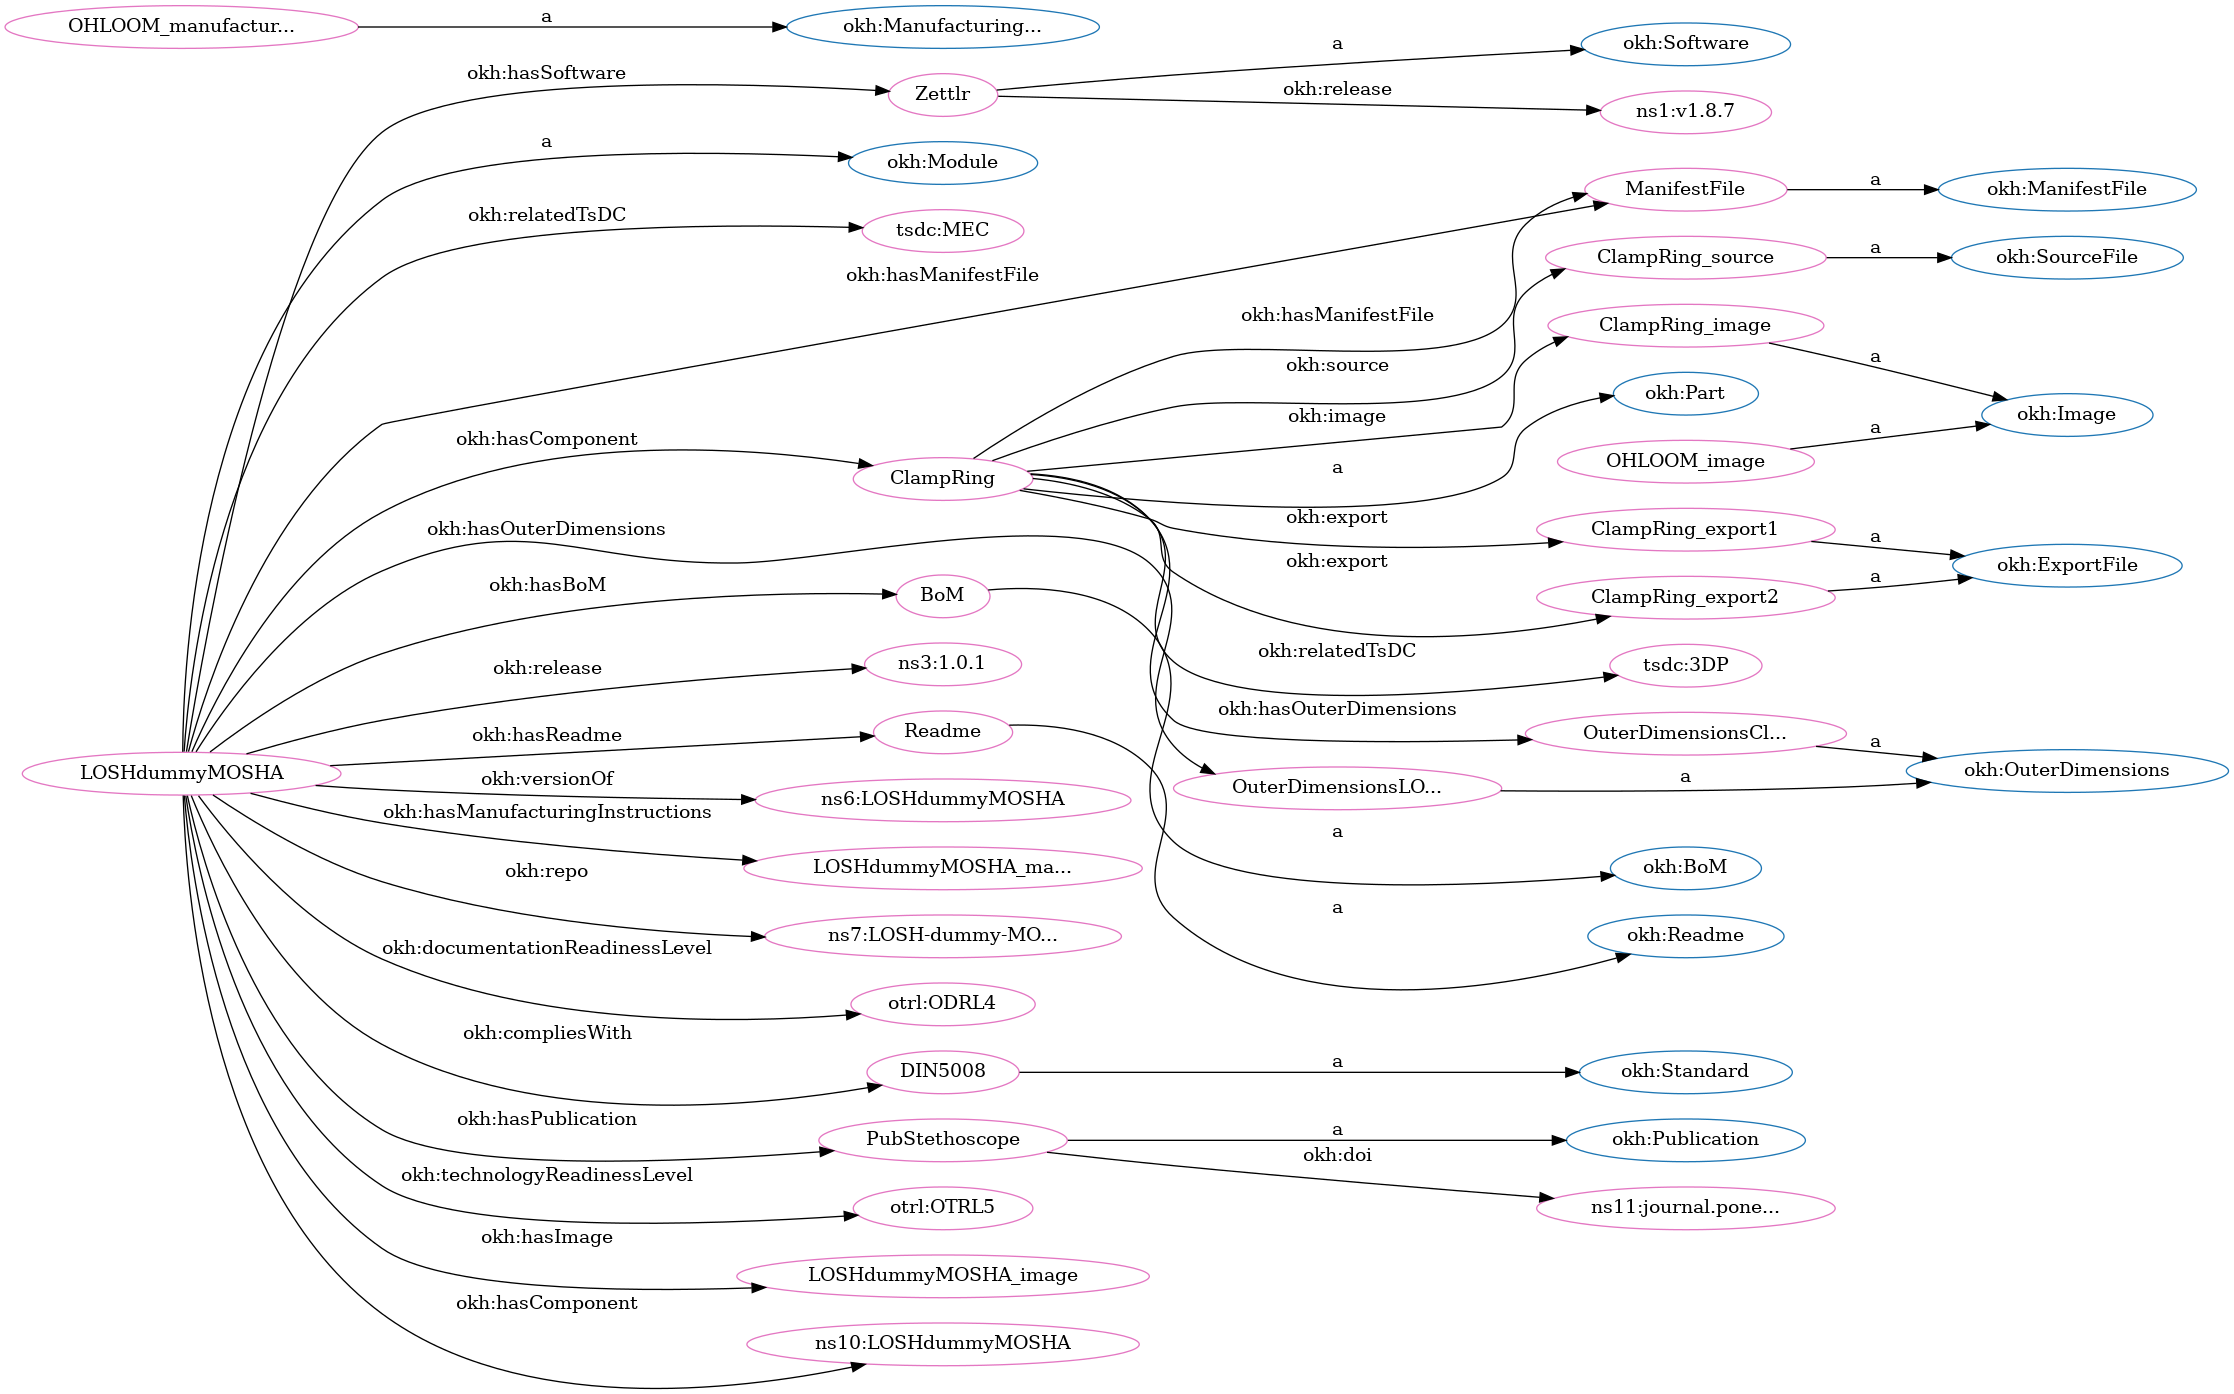 OHLOOM_manufactur...
a
okh:Manufacturing...
okh:hasSoftware
Zettlr
a
okh:Software
okh:release
ns1:v1.8.7
a
okh:Module
okh:relatedTsDC
tsdc:MEC
okh:hasManifestFile
ManifestFile
a
okh:ManifestFile
okh:hasManifestFile
ClampRing_source
a
okh:SourceFile
okh:source
ClampRing_image
a
okh:image
okh:Part
okh:Image
a
a
OHLOOM_image
okh:hasComponent
ClampRing
okh:export
ClampRing_export1
a
okh:hasOuterDimensions
okh:export
okh:ExportFile
a
ClampRing_export2
okh:hasBoM
BoM
okh:relatedTsDC
tsdc:3DP
okh:release
ns3:1.0.1
okh:hasOuterDimensions
OuterDimensionsCl...
a
okh:hasReadme
Readme
okh:OuterDimensions
LOSHdummyMOSHA
okh:versionOf
ns6:LOSHdummyMOSHA
OuterDimensionsLO...
a
okh:hasManufacturingInstructions
LOSHdummyMOSHA_ma...
a
okh:BoM
okh:repo
ns7:LOSH-dummy-MO...
a
okh:Readme
okh:documentationReadinessLevel
otrl:ODRL4
okh:compliesWith
DIN5008
a
okh:Standard
okh:hasPublication
PubStethoscope
a
okh:Publication
okh:doi
ns11:journal.pone...
okh:technologyReadinessLevel
otrl:OTRL5
okh:hasImage
LOSHdummyMOSHA_image
okh:hasComponent
ns10:LOSHdummyMOSHA